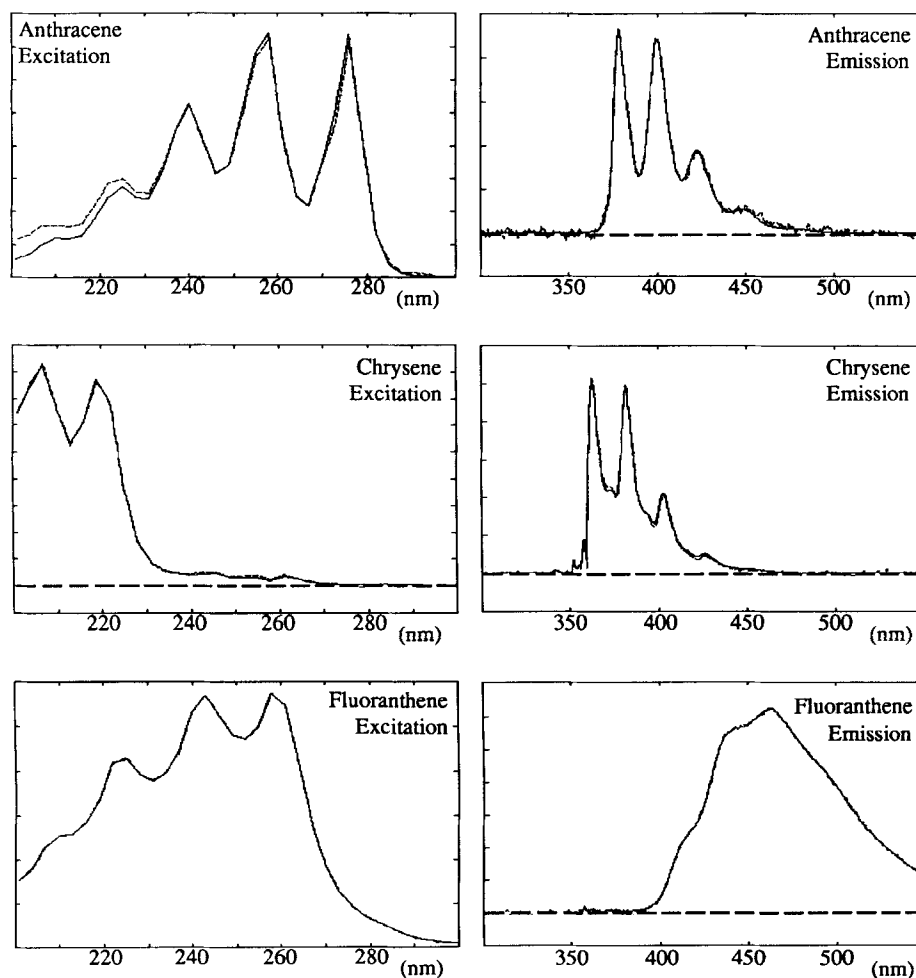 Anthracene
Excitation
220 240 260 280
(nm)
Anthracene
Emission
350 400 450 500
(nm)
Chrysene
Excitation
220 240 260 280
(nm)
Chrysene
Emission
350 400 450 500
(nm)
Fluoranthene
Excitation
220 240 260 280
(nm)
Fluoranthene
Emission
350 400 450 500
(nm)